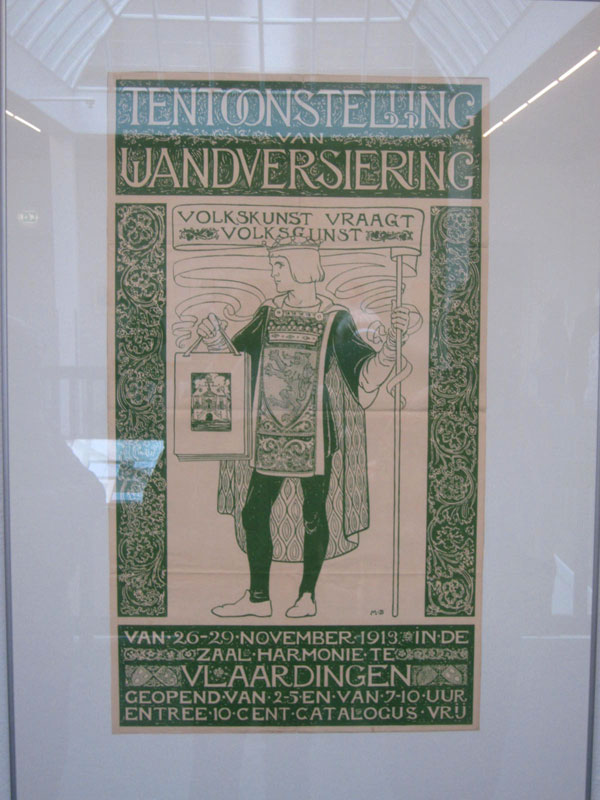 TENTOONSTELLING
VAN
WANDVERSIERING
VOLKSKUNST VRAAGT
VOLKSGUNST
VAN·26-29·NOVEMBER·1913·IN·DE
ZAAL·HARMONIE·TE
VLAARDINGEN
GEOPEND·VAN·2-5·EN·VAN·7-10·UUR
ENTREE·10·CENT·CATALOGUS·VRIJ